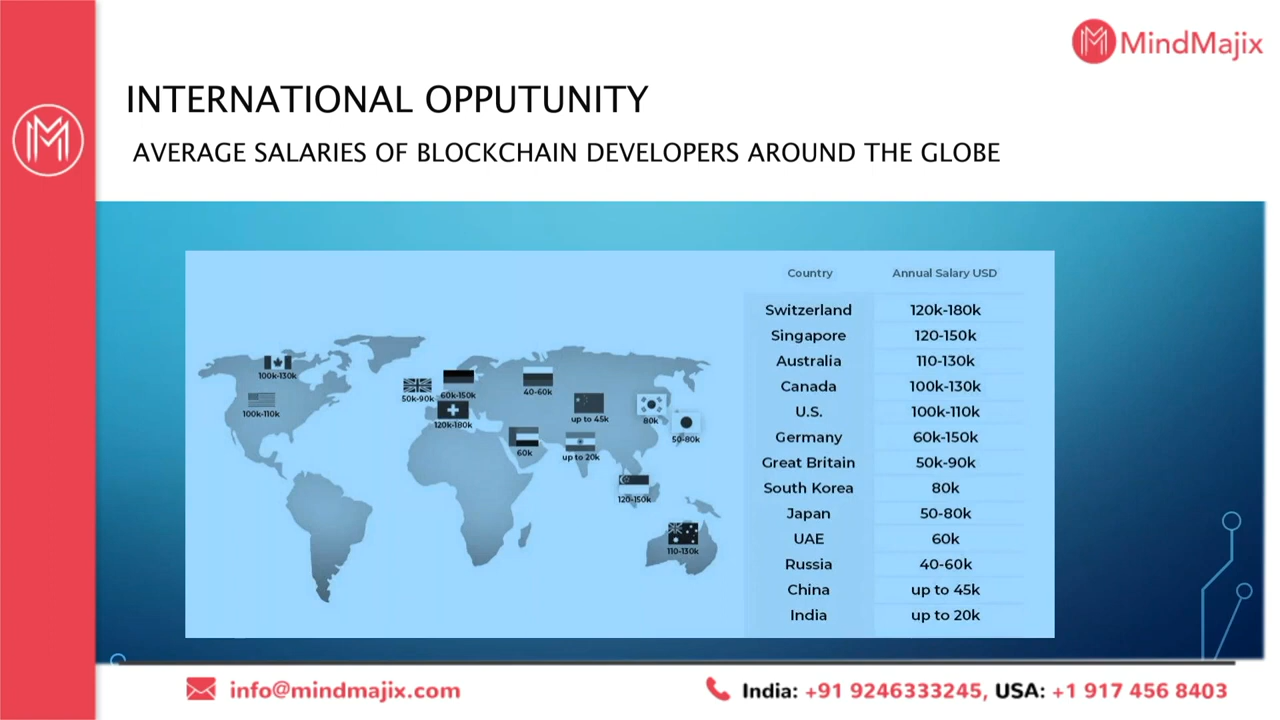 MindMajix
INTERNATIONAL OPPUTUNITY
AVERAGE SALARIES OF BLOCKCHAIN DEVELOPERS AROUND THE GLOBE
100k-130k
100k-110k
50k-90k
60k-150k
120k-180k
40-60k
up to 45k
80k
50-80k
60k
up to 20k
120-150k
110-130k
Country Annual Salary USD
Switzerland 120k-180k
Singapore 120-150k
Australia 110-130k
Canada 100k-130k
U.S. 100k-110k
Germany 60k-150k
Great Britain 50k-90k
South Korea 80k
Japan 50-80k
UAE 60k
Russia 40-60k
China up to 45k
India up to 20k
info@mindmajix.com
India: +91 9246333245, USA: +1 917 456 8403